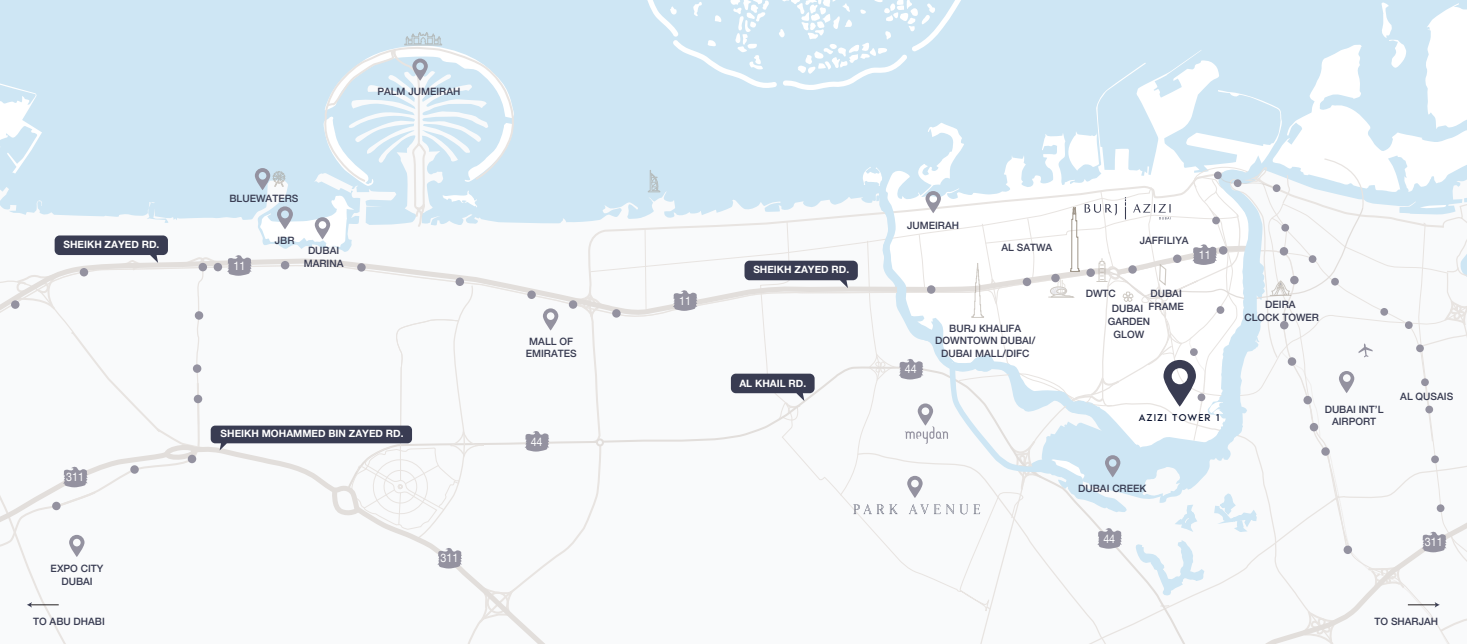 PALM JUMEIRAH
BLUEWATERS
JBR
DUBAI
MARINA
SHEIKH ZAYED RD.
11
JUMEIRAH
BURJ AZIZI
AL SATWA
JAFFILIYA
11
SHEIKH ZAYED RD.
11
DWTC
DUBAI
FRAME
DUBAI
GARDEN
GLOW
DEIRA
CLOCK TOWER
MALL OF
EMIRATES
BURJ KHALIFA
DOWNTOWN DUBAI/
DUBAI MALL/DIFC
44
AL KHAIL RD.
AZIZI TOWER 1
DUBAI INT'L
AIRPORT
AL QUSAIS
meydan
SHEIKH MOHAMMED BIN ZAYED RD.
44
311
DUBAI CREEK
PARK AVENUE
44
311
311
EXPO CITY
DUBAI
TO ABU DHABI
TO SHARJAH